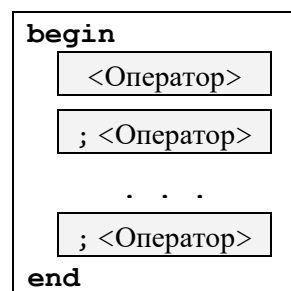 begin
<Оператор>
; <Оператор>
. . .
; <Оператор>
end